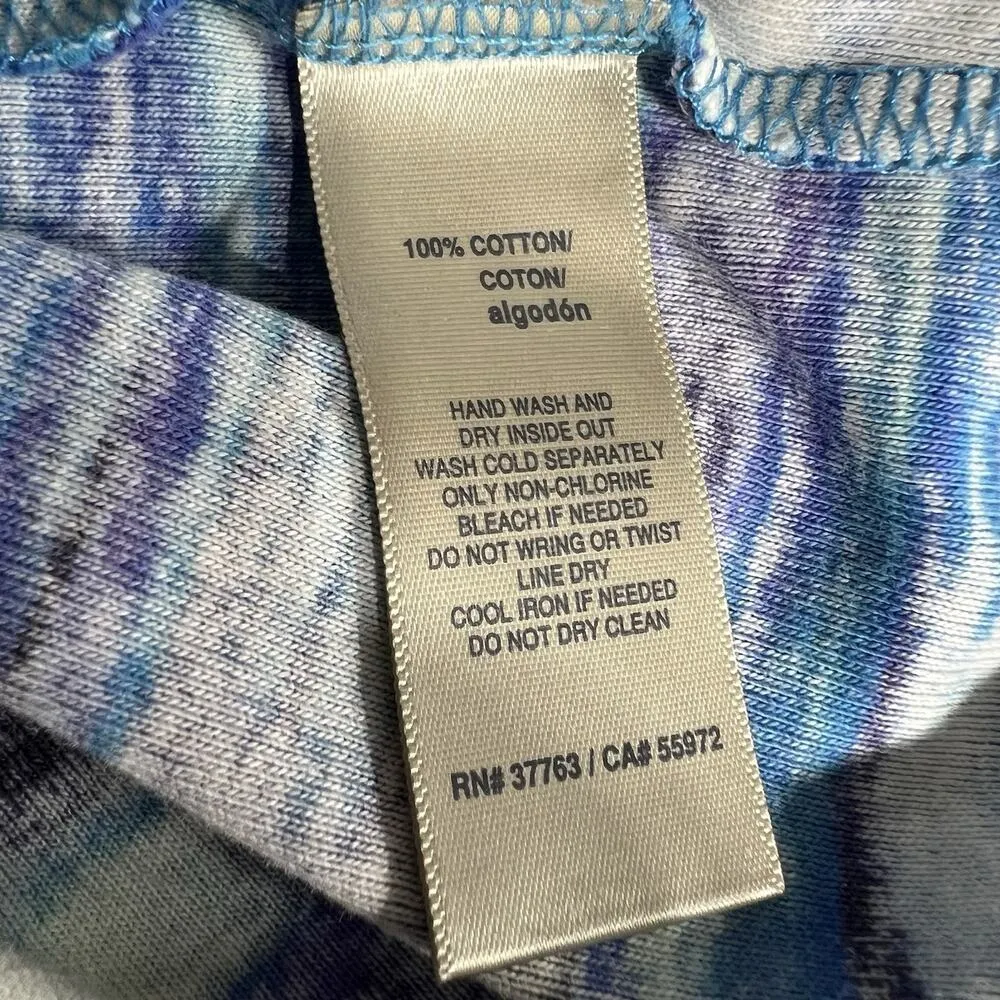 100% COTTON/
COTON/
algodón
HAND WASH AND
DRY INSIDE OUT
WASH COLD SEPARATELY
ONLY NON-CHLORINE
BLEACH IF NEEDED
DO NOT WRING OR TWIST
LINE DRY
COOL IRON IF NEEDED
DO NOT DRY CLEAN
RN# 37763 / CA# 55972